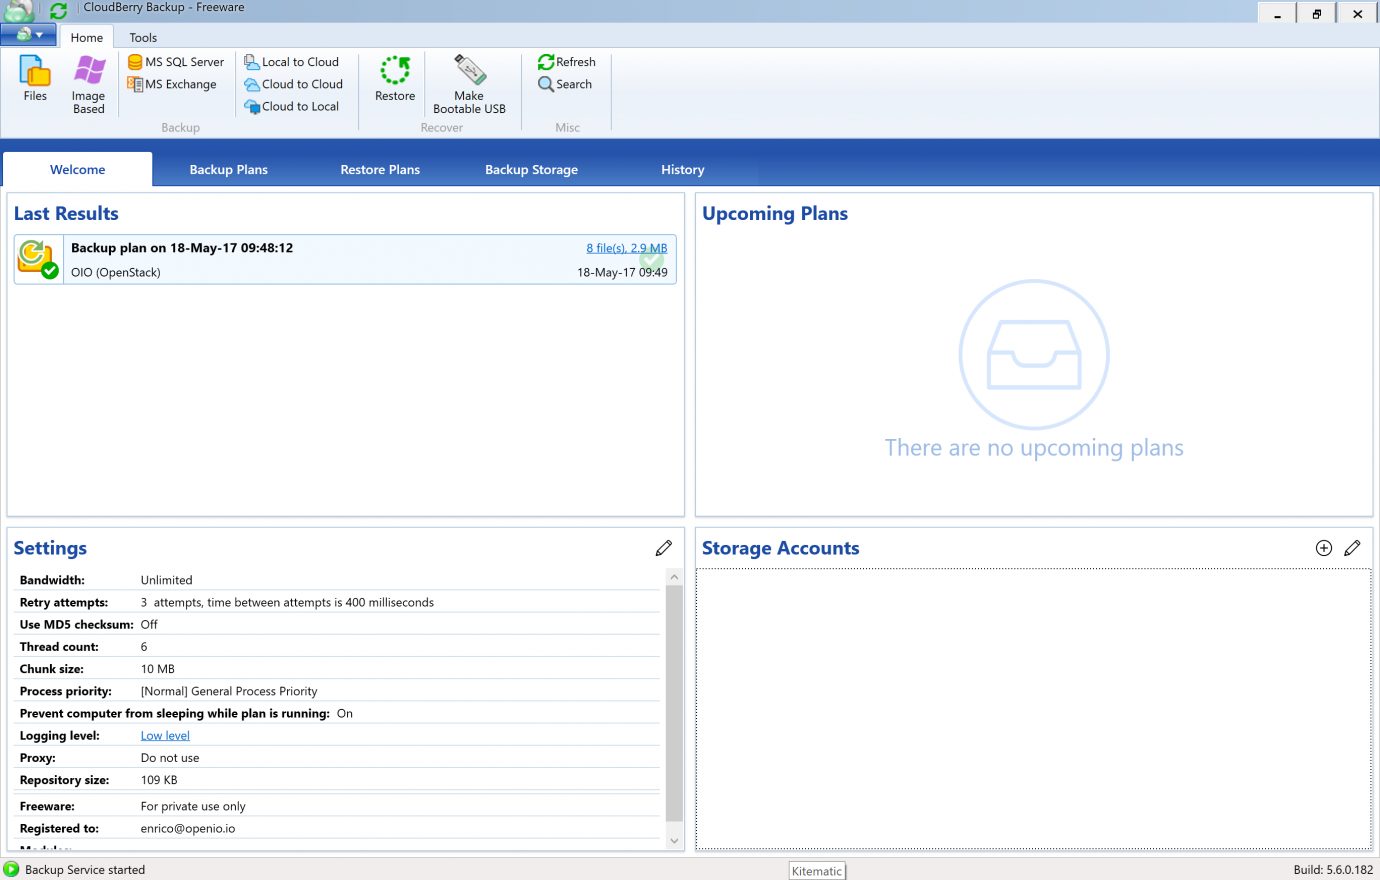 CloudBerry Backup - Freeware
Home Tools
Files
Image Based
MS SQL Server
MS Exchange
Backup
Local to Cloud
Cloud to Cloud
Cloud to Local
Restore
Make Bootable USB
Recover
Refresh
Search
Misc
Welcome Backup Plans Restore Plans Backup Storage History
Last Results
Backup plan on 18-May-17 09:48:12 8 file(s), 2.9 MB
OIO (OpenStack) 18-May-17 09:49
Upcoming Plans
There are no upcoming plans
Settings
Bandwidth: Unlimited
Retry attempts: 3 attempts, time between attempts is 400 milliseconds
Use MD5 checksum: Off
Thread count: 6
Chunk size: 10 MB
Process priority: [Normal] General Process Priority
Prevent computer from sleeping while plan is running: On
Logging level: Low level
Proxy: Do not use
Repository size: 109 KB
Freeware: For private use only
Registered to: enrico@openio.io
Storage Accounts
Backup Service started Kitematic Build: 5.6.0.182